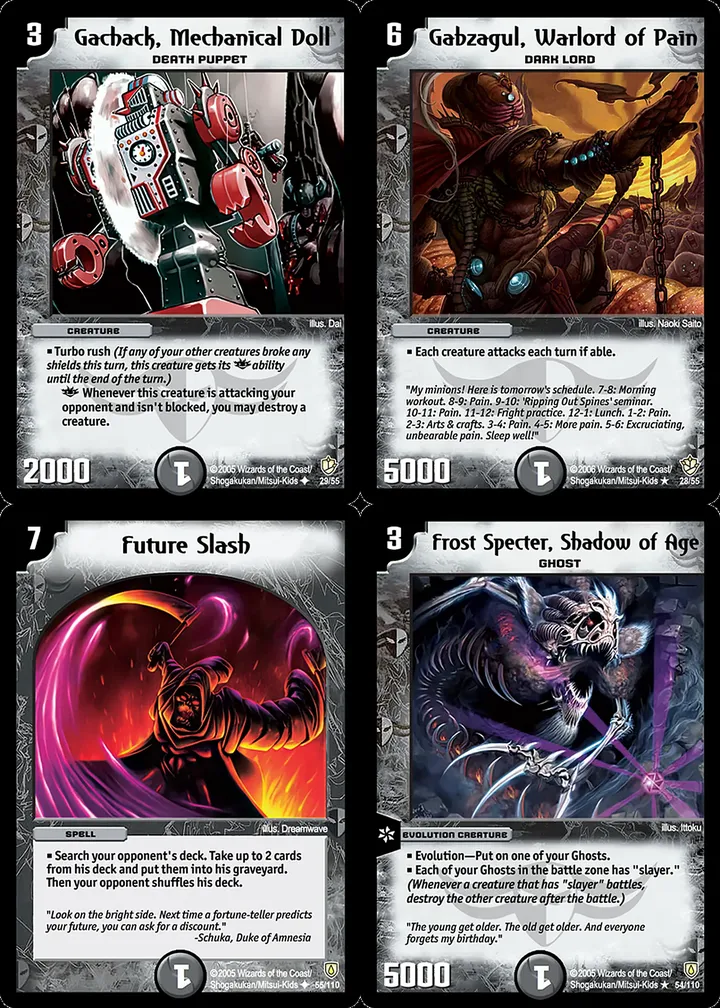 3
Gachack, Mechanical Doll
DEATH PUPPET
illus. Dai
CREATURE
▪ Turbo rush (If any of your other creatures broke any
shields this turn, this creature gets its ability
until the end of the turn.)
Whenever this creature is attacking your
opponent and isn't blocked, you may destroy a
creature.
2000
1
©2005 Wizards of the Coast/
Shogakukan/Mitsui-Kids 29/55
6
Gabzagul, Warlord of Pain
DARK LORD
illus. Naoki Saito
CREATURE
▪ Each creature attacks each turn if able.
"My minions! Here is tomorrow's schedule. 7-8: Morning
workout. 8-9: Pain. 9-10: 'Ripping Out Spines' seminar.
10-11: Pain. 11-12: Fright practice. 12-1: Lunch. 1-2: Pain.
2-3: Arts & crafts. 3-4: Pain. 4-5: More pain. 5-6: Excruciating,
unbearable pain. Sleep well!"
5000
1
©2006 Wizards of the Coast/
Shogakukan/Mitsui-Kids ★ 28/55
7
Future Slash
illus. Dreamwave
SPELL
▪ Search your opponent's deck. Take up to 2 cards
from his deck and put them into his graveyard.
Then your opponent shuffles his deck.
"Look on the bright side. Next time a fortune-teller predicts
your future, you can ask for a discount."
-Schuka, Duke of Amnesia
1
©2005 Wizards of the Coast/
Shogakukan/Mitsui-Kids 55/110
3
Frost Specter, Shadow of Age
GHOST
illus. Ittoku
EVOLUTION CREATURE
▪ Evolution—Put on one of your Ghosts.
▪ Each of your Ghosts in the battle zone has "slayer."
(Whenever a creature that has "slayer" battles,
destroy the other creature after the battle.)
"The young get older. The old get older. And everyone
forgets my birthday."
5000
1
©2005 Wizards of the Coast/
Shogakukan/Mitsui-Kids ★ 54/110